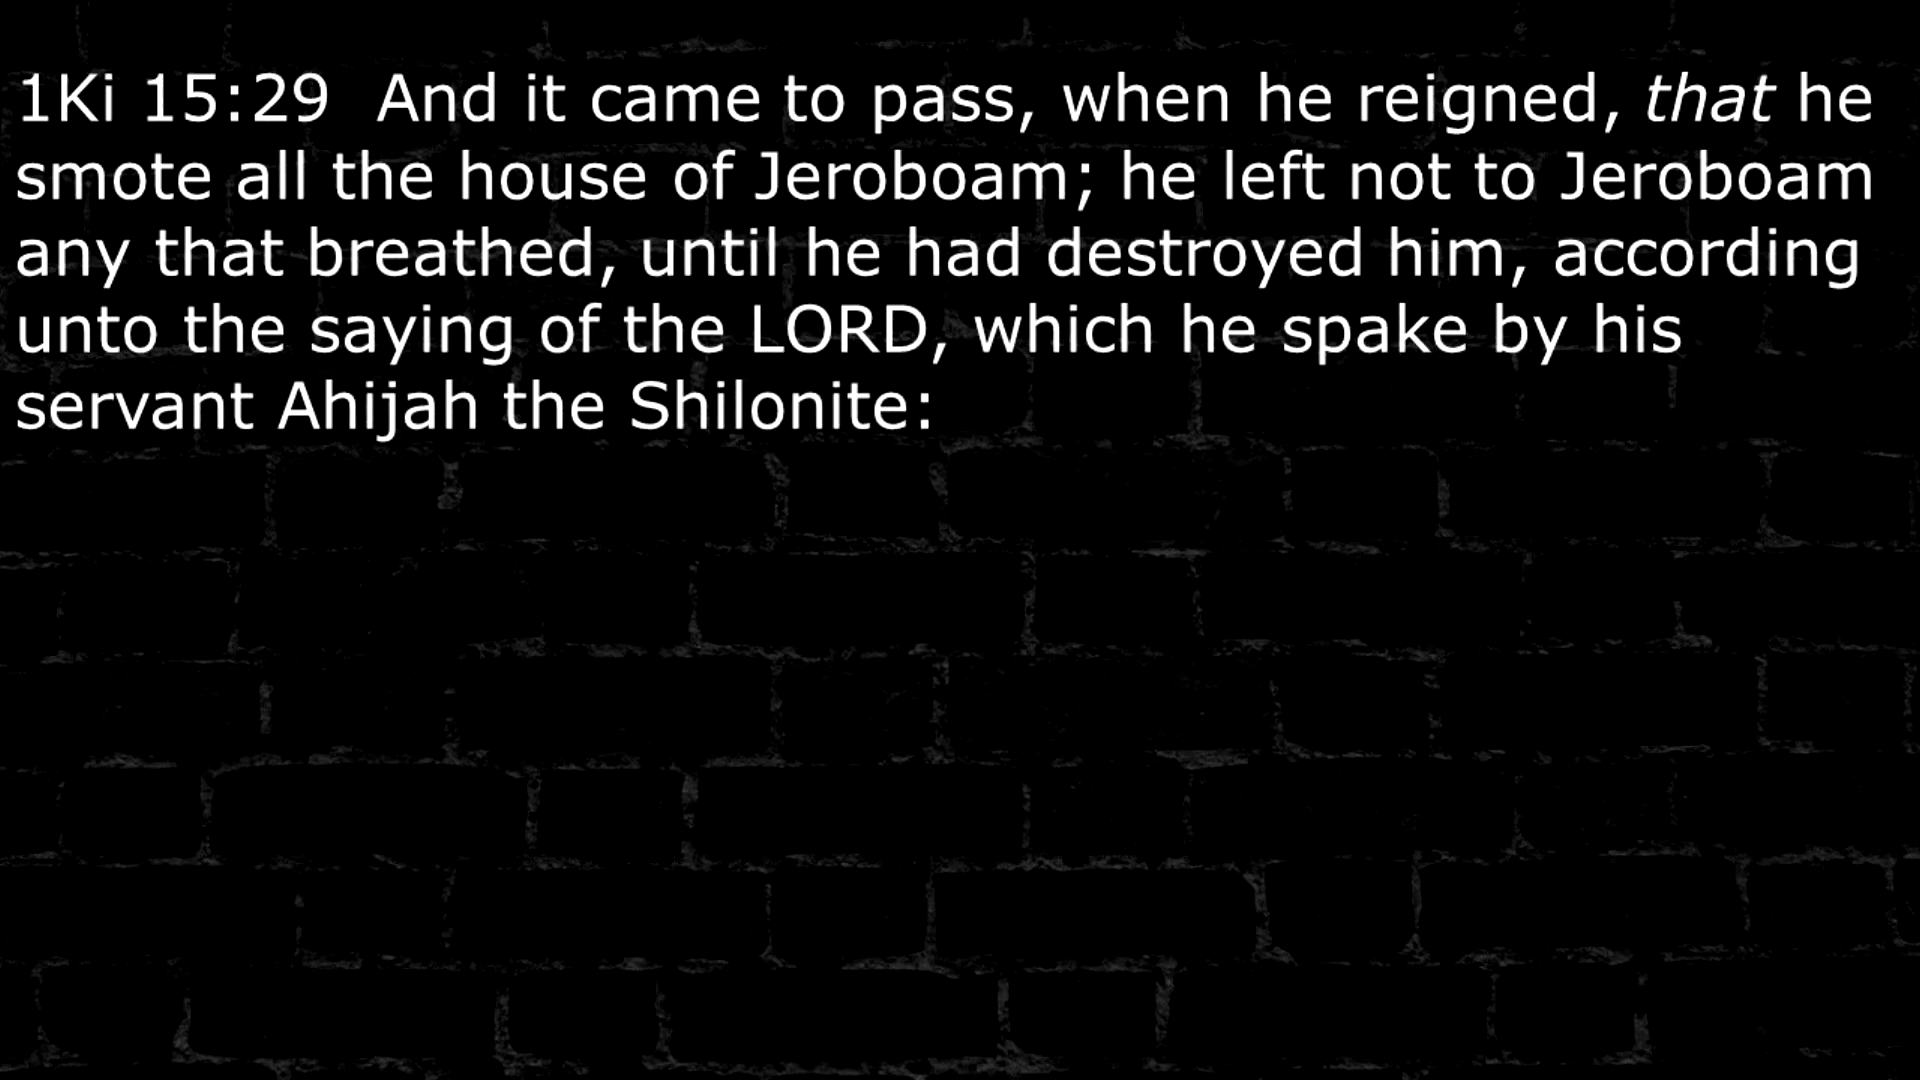 1Ki 15:29  And it came to pass, when he reigned, that he
smote all the house of Jeroboam; he left not to Jeroboam
any that breathed, until he had destroyed him, according
unto the saying of the LORD, which he spake by his
servant Ahijah the Shilonite: